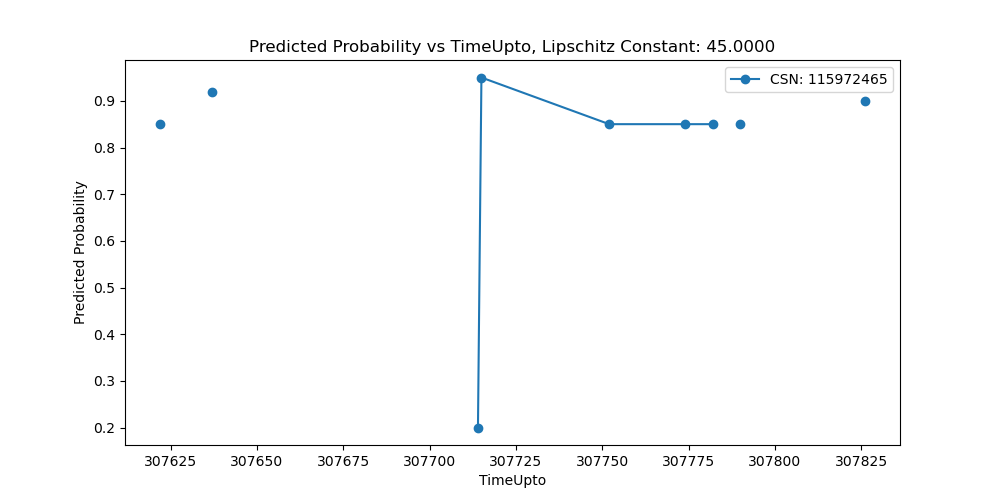 Predicted Probability vs TimeUpto, Lipschitz Constant: 45.0000
CSN: 115972465
Predicted Probability
0.9
0.8
0.7
0.6
0.5
0.4
0.3
0.2
307625 307650 307675 307700 307725 307750 307775 307800 307825
TimeUpto